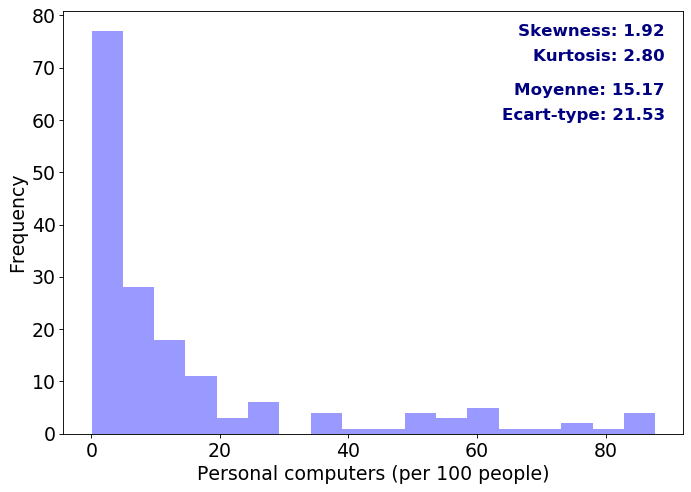 Skewness: 1.92
Kurtosis: 2.80
Moyenne: 15.17
Ecart-type: 21.53
Frequency
80
70
60
50
40
30
20
10
0
0 20 40 60 80
Personal computers (per 100 people)